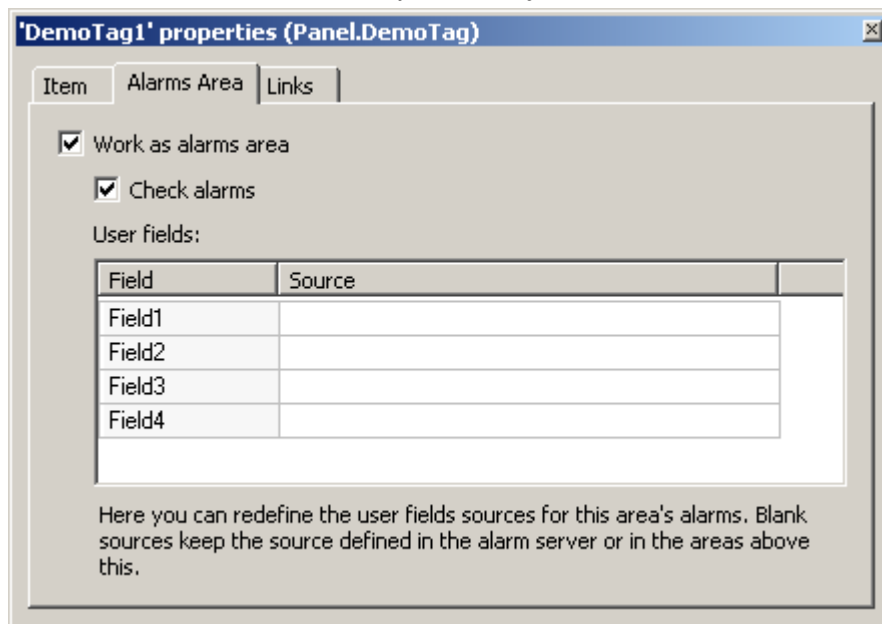 'DemoTag1' properties (Panel.DemoTag)
Item Alarms Area Links
Work as alarms area
Check alarms
User fields:
Field Source
Field1
Field2
Field3
Field4
Here you can redefine the user fields sources for this area's alarms. Blank
sources keep the source defined in the alarm server or in the areas above
this.